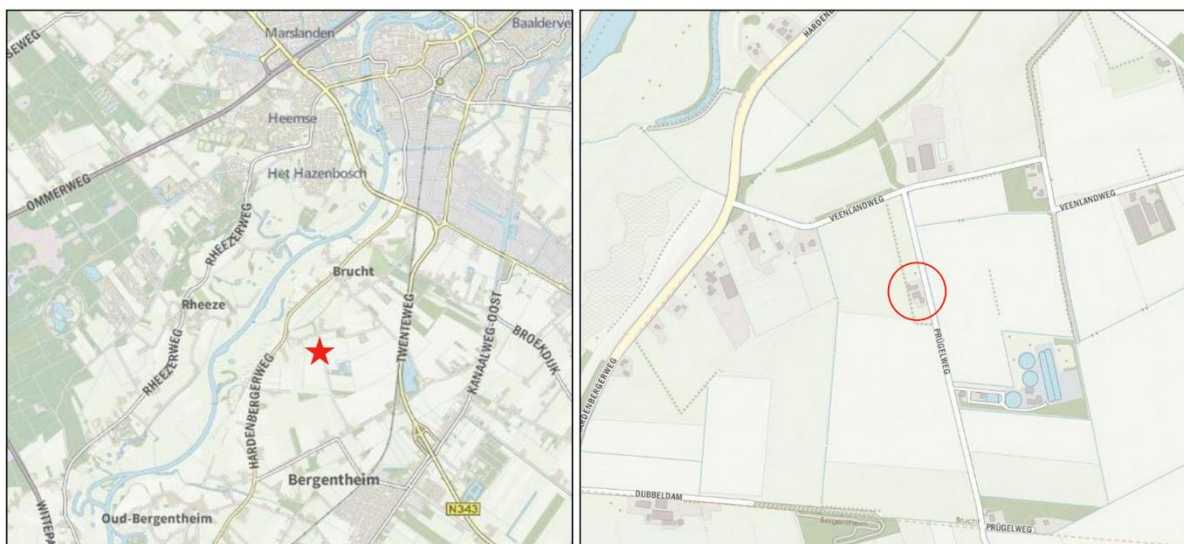 Marslanden
Baalderve
SEWEG
Heemse
Het Hazenbosch
OMMERWEG
RHEEZERWEG
Brucht
Rheeze
TWENTEWEG
KANAALWEG-OOST
BROEKDIJK
RHEEZERWEG
HARDENBERGERWEG
Bergentheim
N343
Oud-Bergentheim
WITTEPA
HARDENB
VEENLANDWEG
VEENLANDWEG
PRÜGELWEG
HARDENBERGERWEG
DUBBELDAM
Bergentheim
Brucht
PRÜGELWEG